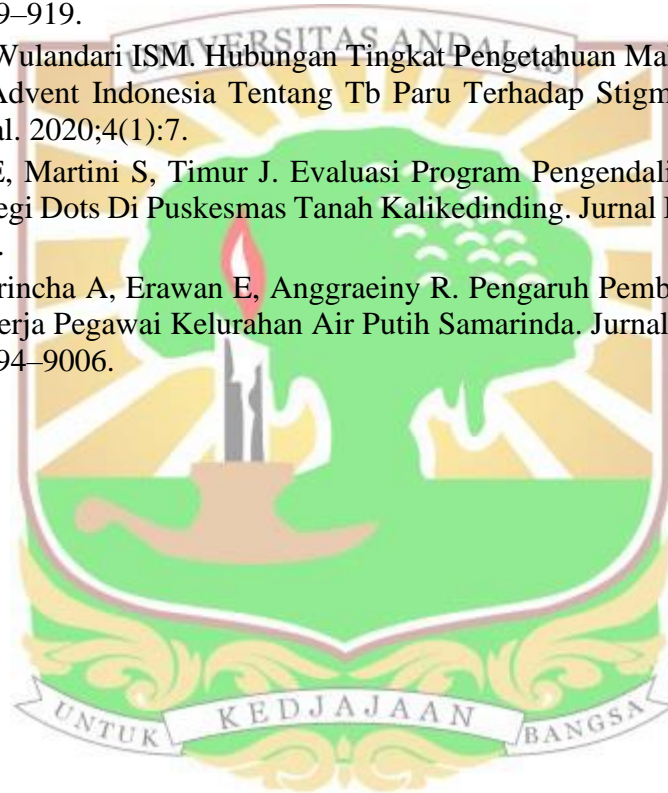 9–919.
UNIVERSITAS ANDALAS
Wulandari ISM. Hubungan Tingkat Pengetahuan Mal
Advent Indonesia Tentang Tb Paru Terhadap Stigm
al. 2020;4(1):7.
E, Martini S, Timur J. Evaluasi Program Pengendali
egi Dots Di Puskesmas Tanah Kalikedinding. Jurnal
.
rincha A, Erawan E, Anggraeiny R. Pengaruh Pemb
erja Pegawai Kelurahan Air Putih Samarinda. Jurnal
94–9006.
UNTUK KEDJAJAAN BANGSA